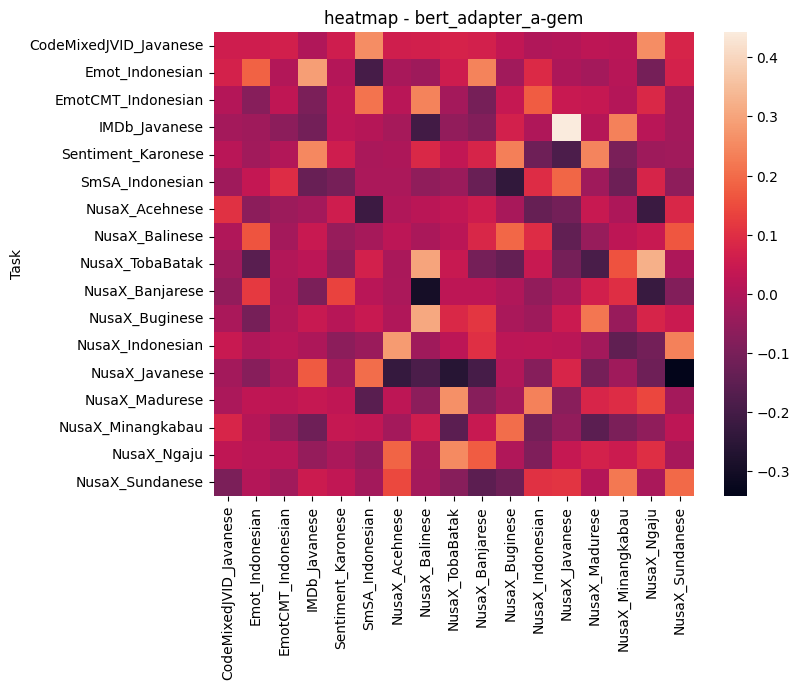 heatmap - bert_adapter_a-gem
Task
CodeMixedJVID_Javanese
Emot_Indonesian
EmotCMT_Indonesian
IMDb_Javanese
Sentiment_Karonese
SmSA_Indonesian
NusaX_Acehnese
NusaX_Balinese
NusaX_TobaBatak
NusaX_Banjarese
NusaX_Buginese
NusaX_Indonesian
NusaX_Javanese
NusaX_Madurese
NusaX_Minangkabau
NusaX_Ngaju
NusaX_Sundanese
CodeMixedJVID_Javanese
Emot_Indonesian
EmotCMT_Indonesian
IMDb_Javanese
Sentiment_Karonese
SmSA_Indonesian
NusaX_Acehnese
NusaX_Balinese
NusaX_TobaBatak
NusaX_Banjarese
NusaX_Buginese
NusaX_Indonesian
NusaX_Javanese
NusaX_Madurese
NusaX_Minangkabau
NusaX_Ngaju
NusaX_Sundanese
0.4
0.3
0.2
0.1
0.0
−0.1
−0.2
−0.3